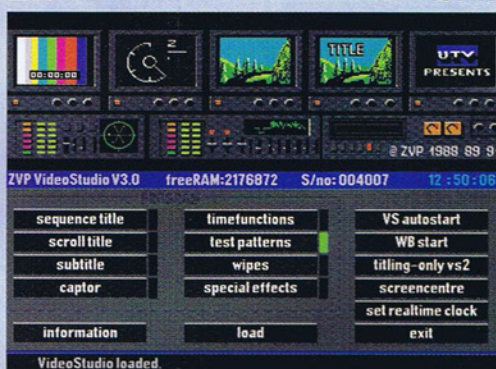 00:00:00
TITLE
UTV
PRESENTS
© ZVP 1988 89 9
ZVP VideoStudio V3.0 freeRAM:2176872 S/no: 004007 12:50:06
sequence title
timefunctions
VS autostart
scroll title
test patterns
WB start
subtitle
wipes
titling-only vs2
captor
special effects
screencentre
set realtime clock
information
load
exit
VideoStudio loaded.